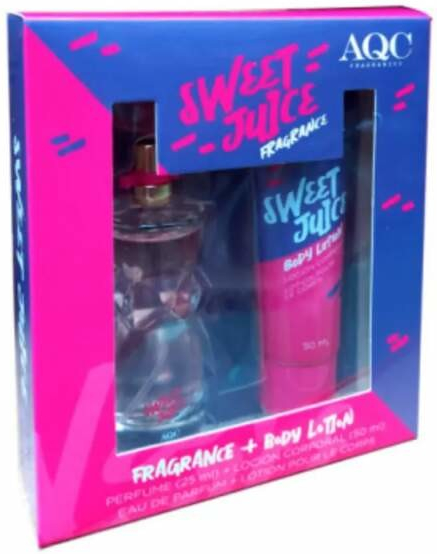 AQC
FRAGRANCES
SWEET
JUICE
FRAGRANCE
SWEET JUICE
SWEET
JUICE
BODY LOTION
50 ml
AQC
FRAGRANCE + BODY LOTION
PERFUME (25 ml) + LOCIÓN CORPORAL (50 ml)
EAU DE PARFUM + LOTION POUR LE CORPS